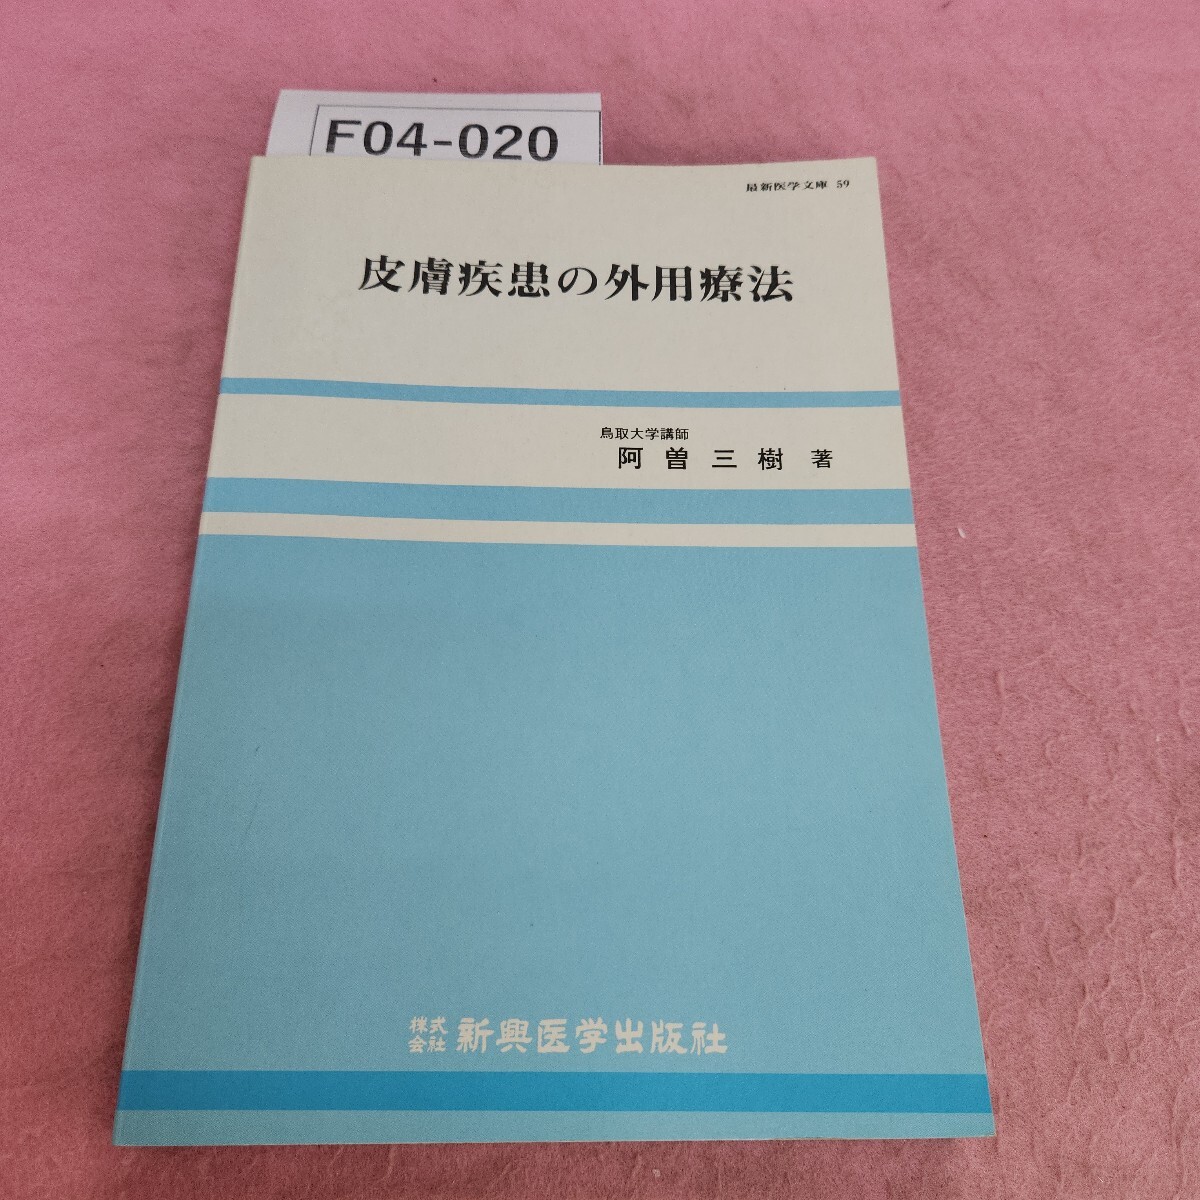 F04-020
最新医学文庫 59
皮膚疾患の外用療法
鳥取大学講師
阿曽三樹 著
株式会社 新興医学出版社